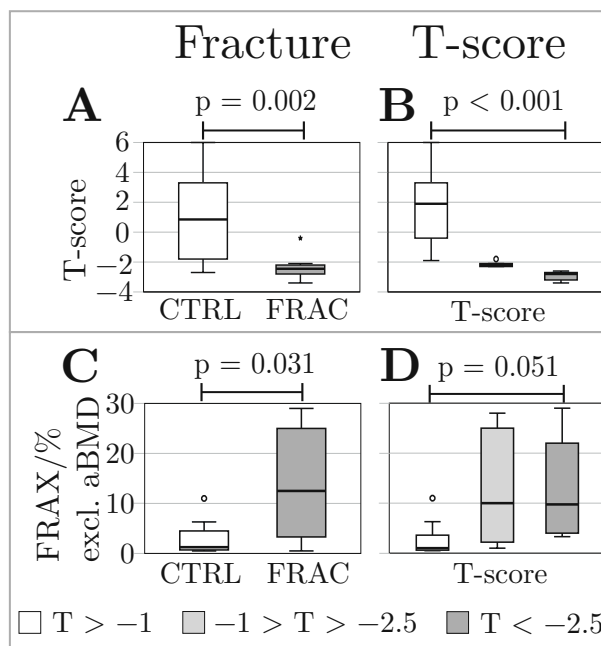 Fracture T-score
A B
p = 0.002 p < 0.001
T-score
6
4
2
0
−2
−4
CTRL FRAC T-score
C D
p = 0.031 p = 0.051
FRAX/%
excl. aBMD
30
20
10
0
CTRL FRAC T-score
T > −1 −1 > T > −2.5 T < −2.5